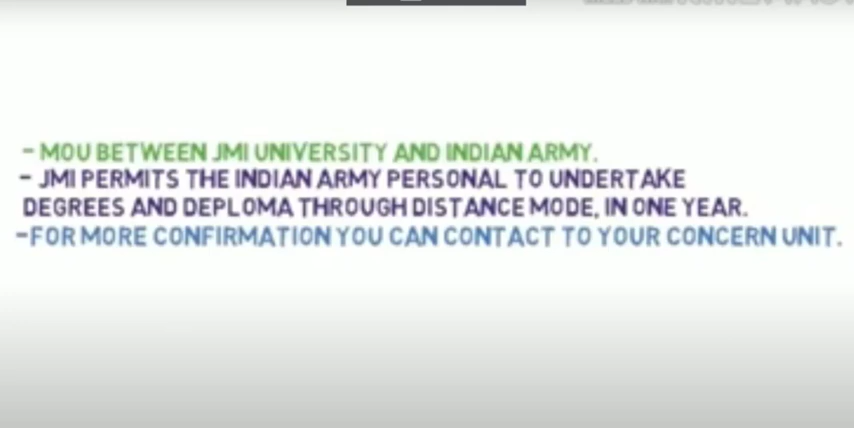 - MOU BETWEEN JMI UNIVERSITY AND INDIAN ARMY.
- JMI PERMITS THE INDIAN ARMY PERSONAL TO UNDERTAKE
DEGREES AND DEPLOMA THROUGH DISTANCE MODE, IN ONE YEAR.
-FOR MORE CONFIRMATION YOU CAN CONTACT TO YOUR CONCERN UNIT.